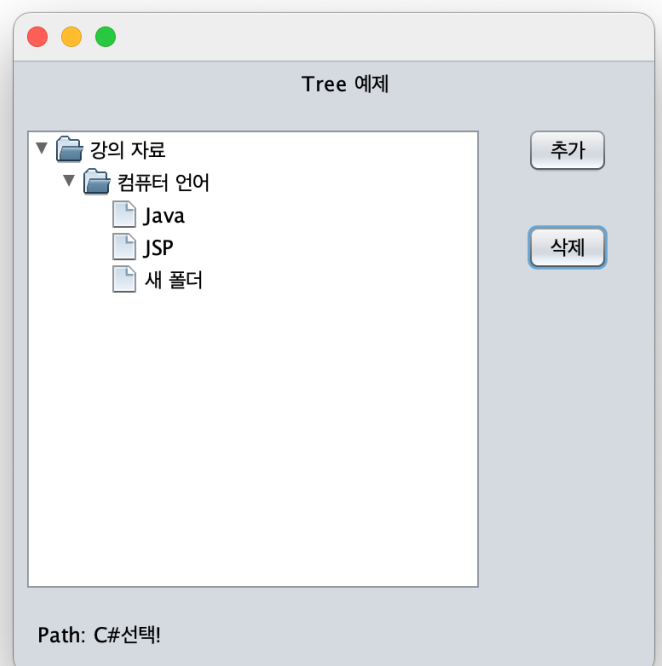 Tree 예제
강의 자료
추가
컴퓨터 언어
Java
JSP
삭제
새 폴더
Path: C#선택!